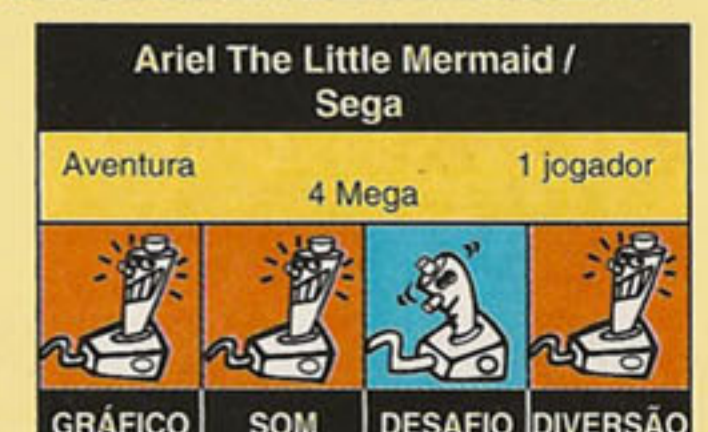 Ariel The Little Mermaid /
Sega
Aventura 1 jogador
4 Mega
GRÁFICO SOM DESAFIO DIVERSÃO